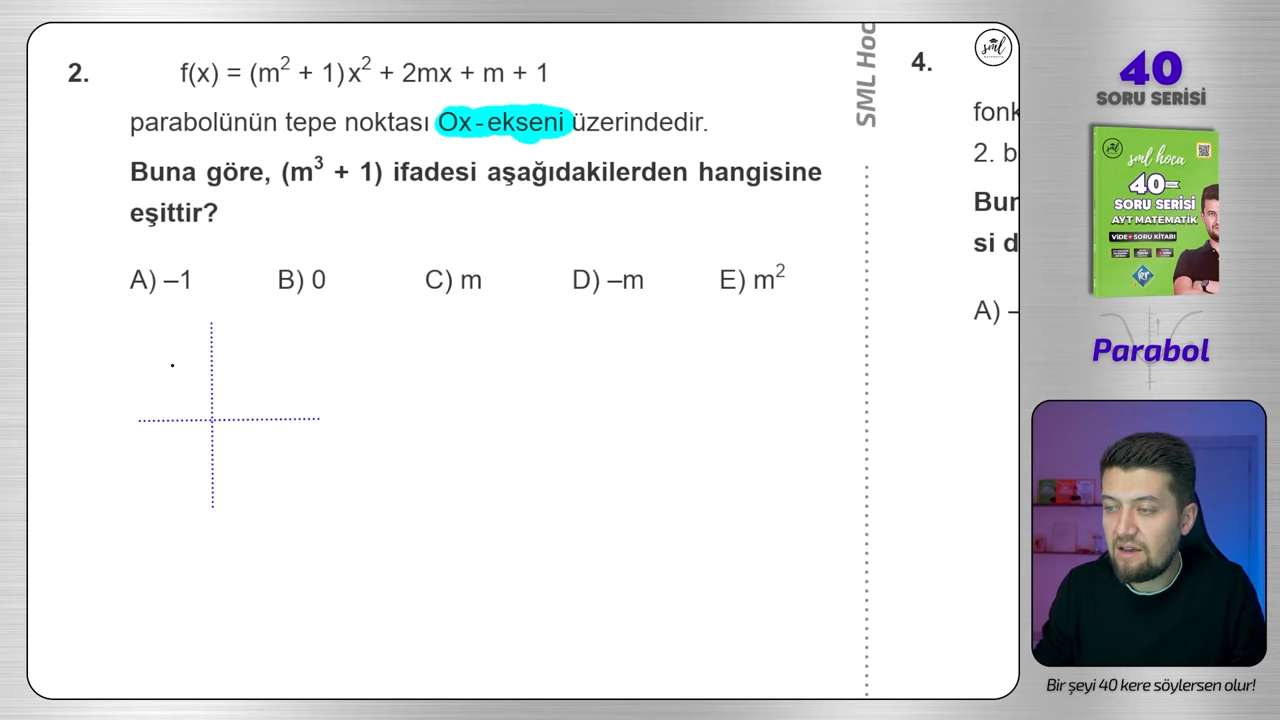 2. f(x) = (m² + 1)x² + 2mx + m + 1
parabolünün tepe noktası Ox-ekseni üzerindedir.
Buna göre, (m³ + 1) ifadesi aşağıdakilerden hangisine
eşittir?
A) –1 B) 0 C) m D) –m E) m²
SML Hoc
4.
fonk
2. b
Bur
si d
A) –
sml
40
SORU SERİSİ
sml hoca
40
SORU SERİSİ
AYT MATEMATİK
VİDEO SORU KİTABI
Parabol
Bir şeyi 40 kere söylersen olur!